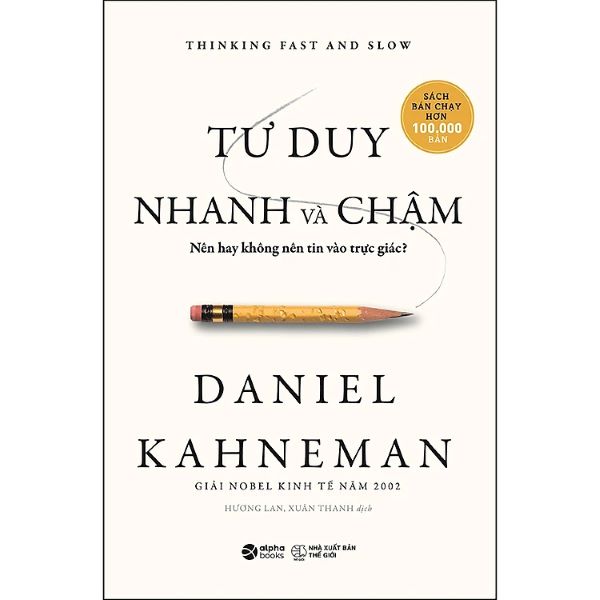 THINKING FAST AND SLOW
SÁCH
BÁN CHẠY
HƠN
100.000
BẢN
TƯ DUY
NHANH VÀ CHẬM
Nên hay không nên tin vào trực giác?
DANIEL
KAHNEMAN
GIẢI NOBEL KINH TẾ NĂM 2002
HƯƠNG LAN, XUÂN THANH dịch
alpha
books
NHÀ XUẤT BẢN
THẾ GIỚI